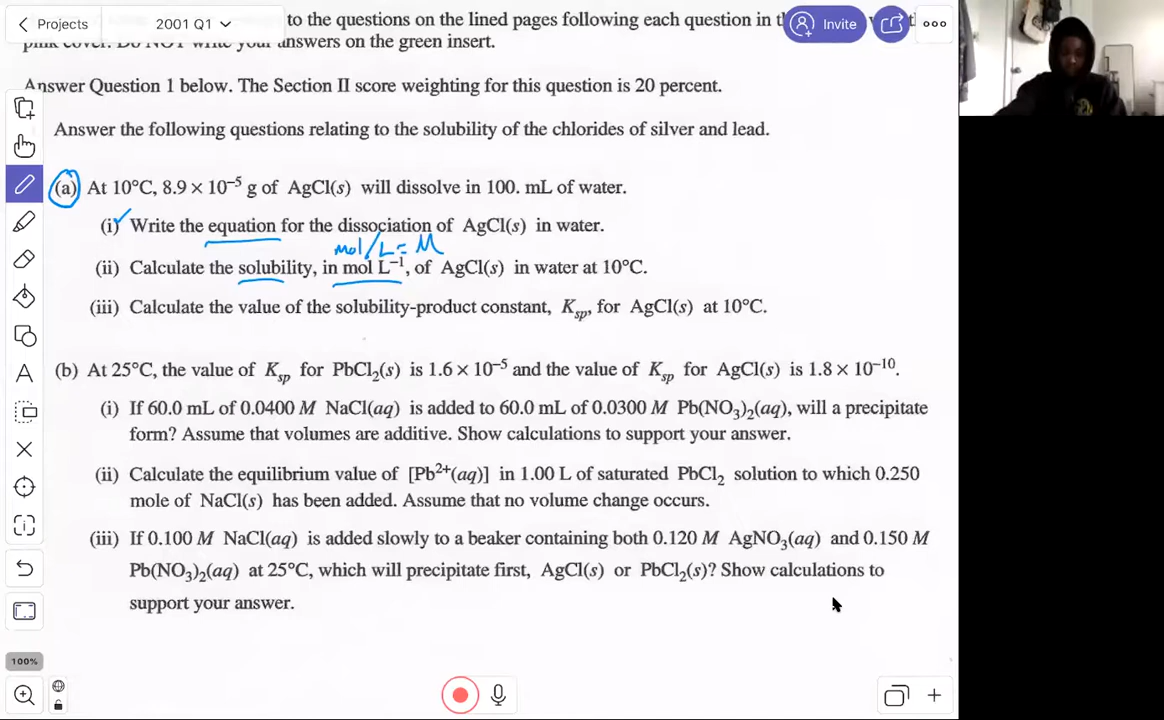 Projects
2001 Q1
to the questions on the lined pages following each question in t
Invite
answers on the green insert.
Answer Question 1 below. The Section II score weighting for this question is 20 percent.
Answer the following questions relating to the solubility of the chlorides of silver and lead.
(a) At 10°C, 8.9 × 10⁻⁵ g of AgCl(s) will dissolve in 100. mL of water.
(i) Write the equation for the dissociation of AgCl(s) in water.
mol/L = M
(ii) Calculate the solubility, in mol L⁻¹, of AgCl(s) in water at 10°C.
(iii) Calculate the value of the solubility-product constant, Ksp, for AgCl(s) at 10°C.
(b) At 25°C, the value of Ksp for PbCl₂(s) is 1.6 × 10⁻⁵ and the value of Ksp for AgCl(s) is 1.8 × 10⁻¹⁰.
(i) If 60.0 mL of 0.0400 M NaCl(aq) is added to 60.0 mL of 0.0300 M Pb(NO₃)₂(aq), will a precipitate
form? Assume that volumes are additive. Show calculations to support your answer.
(ii) Calculate the equilibrium value of [Pb²⁺(aq)] in 1.00 L of saturated PbCl₂ solution to which 0.250
mole of NaCl(s) has been added. Assume that no volume change occurs.
(iii) If 0.100 M NaCl(aq) is added slowly to a beaker containing both 0.120 M AgNO₃(aq) and 0.150 M
Pb(NO₃)₂(aq) at 25°C, which will precipitate first, AgCl(s) or PbCl₂(s)? Show calculations to
support your answer.
100%